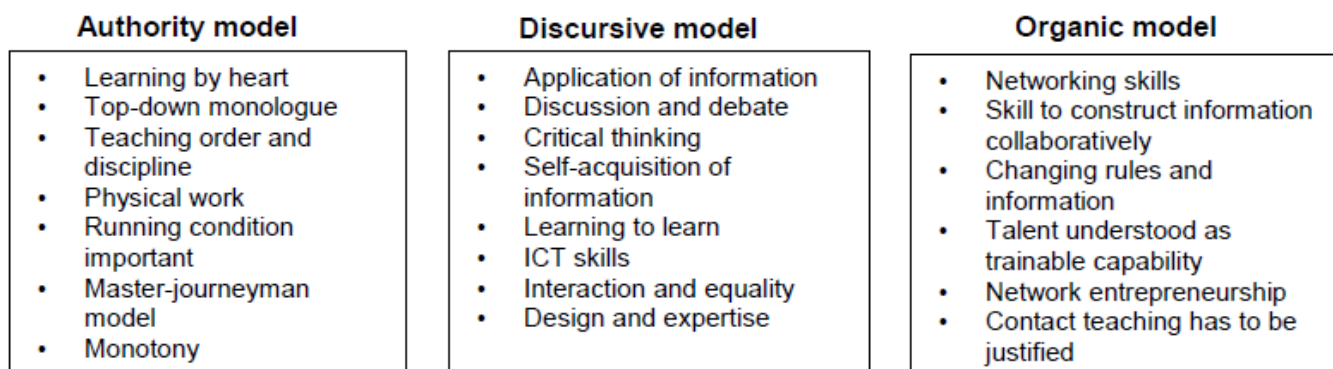 Authority model
• Learning by heart
• Top-down monologue
• Teaching order and
discipline
• Physical work
• Running condition
important
• Master-journeyman
model
• Monotony
Discursive model
• Application of information
• Discussion and debate
• Critical thinking
• Self-acquisition of
information
• Learning to learn
• ICT skills
• Interaction and equality
• Design and expertise
Organic model
• Networking skills
• Skill to construct information
collaboratively
• Changing rules and
information
• Talent understood as
trainable capability
• Network entrepreneurship
• Contact teaching has to be
justified